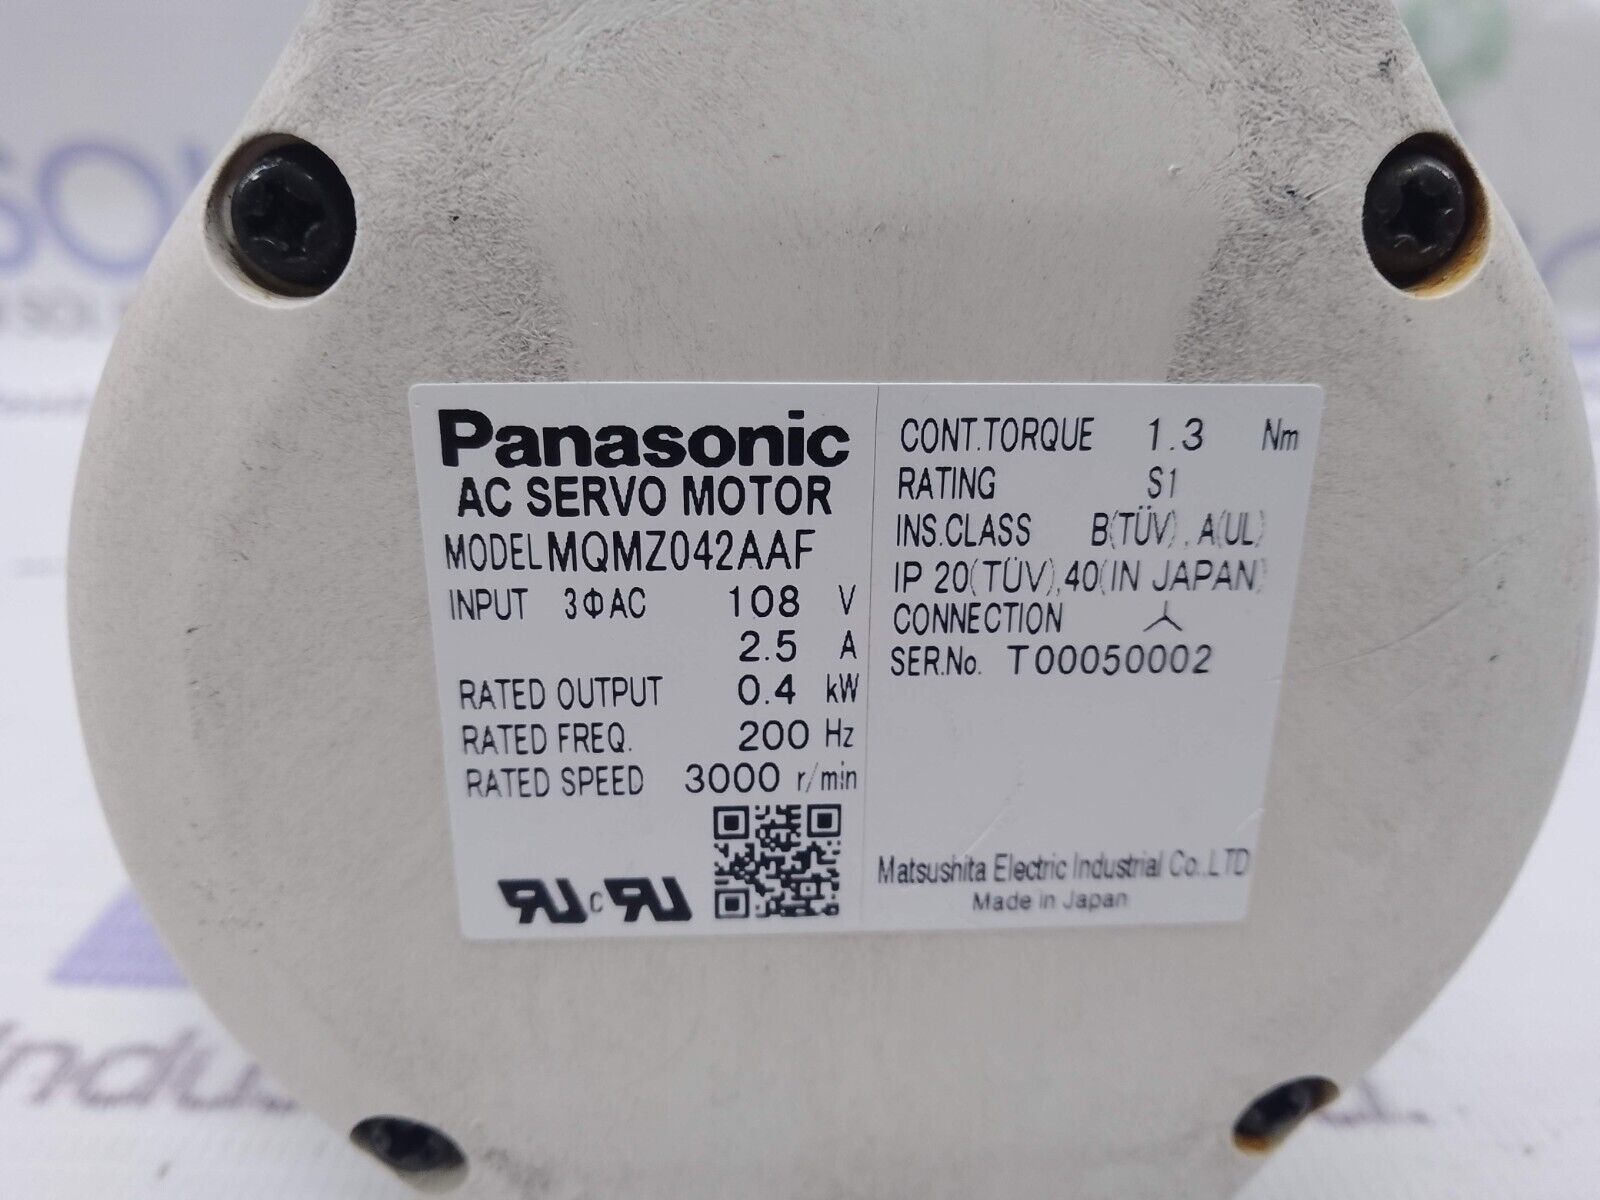 Panasonic
AC SERVO MOTOR
MODEL MQMZ042AAF
INPUT 3Φ AC 108 V
2.5 A
RATED OUTPUT 0.4 kW
RATED FREQ. 200 Hz
RATED SPEED 3000 r/min
CONT.TORQUE 1.3 Nm
RATING S1
INS.CLASS B(TÜV), A(UL)
IP 20(TÜV),40(IN JAPAN)
CONNECTION
SER.No. T00050002
Matsushita Electric Industrial Co.,LTD
Made in Japan